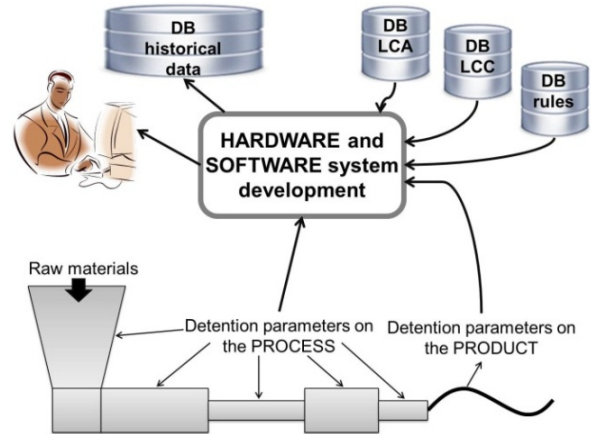 DB
historical
data
DB
LCA
DB
LCC
DB
rules
HARDWARE and
SOFTWARE system
development
Raw materials
Detention parameters on
the PROCESS
Detention parameters on
the PRODUCT